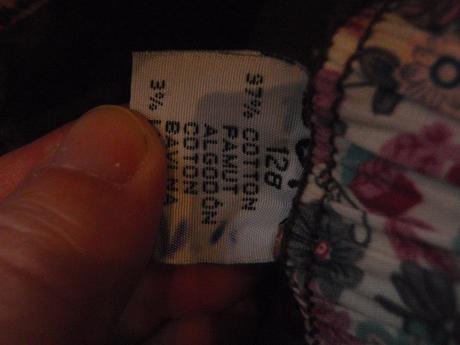 128
97% COTTON
PAMUT
ALGODÓN
COTON
BAVLNA
3%